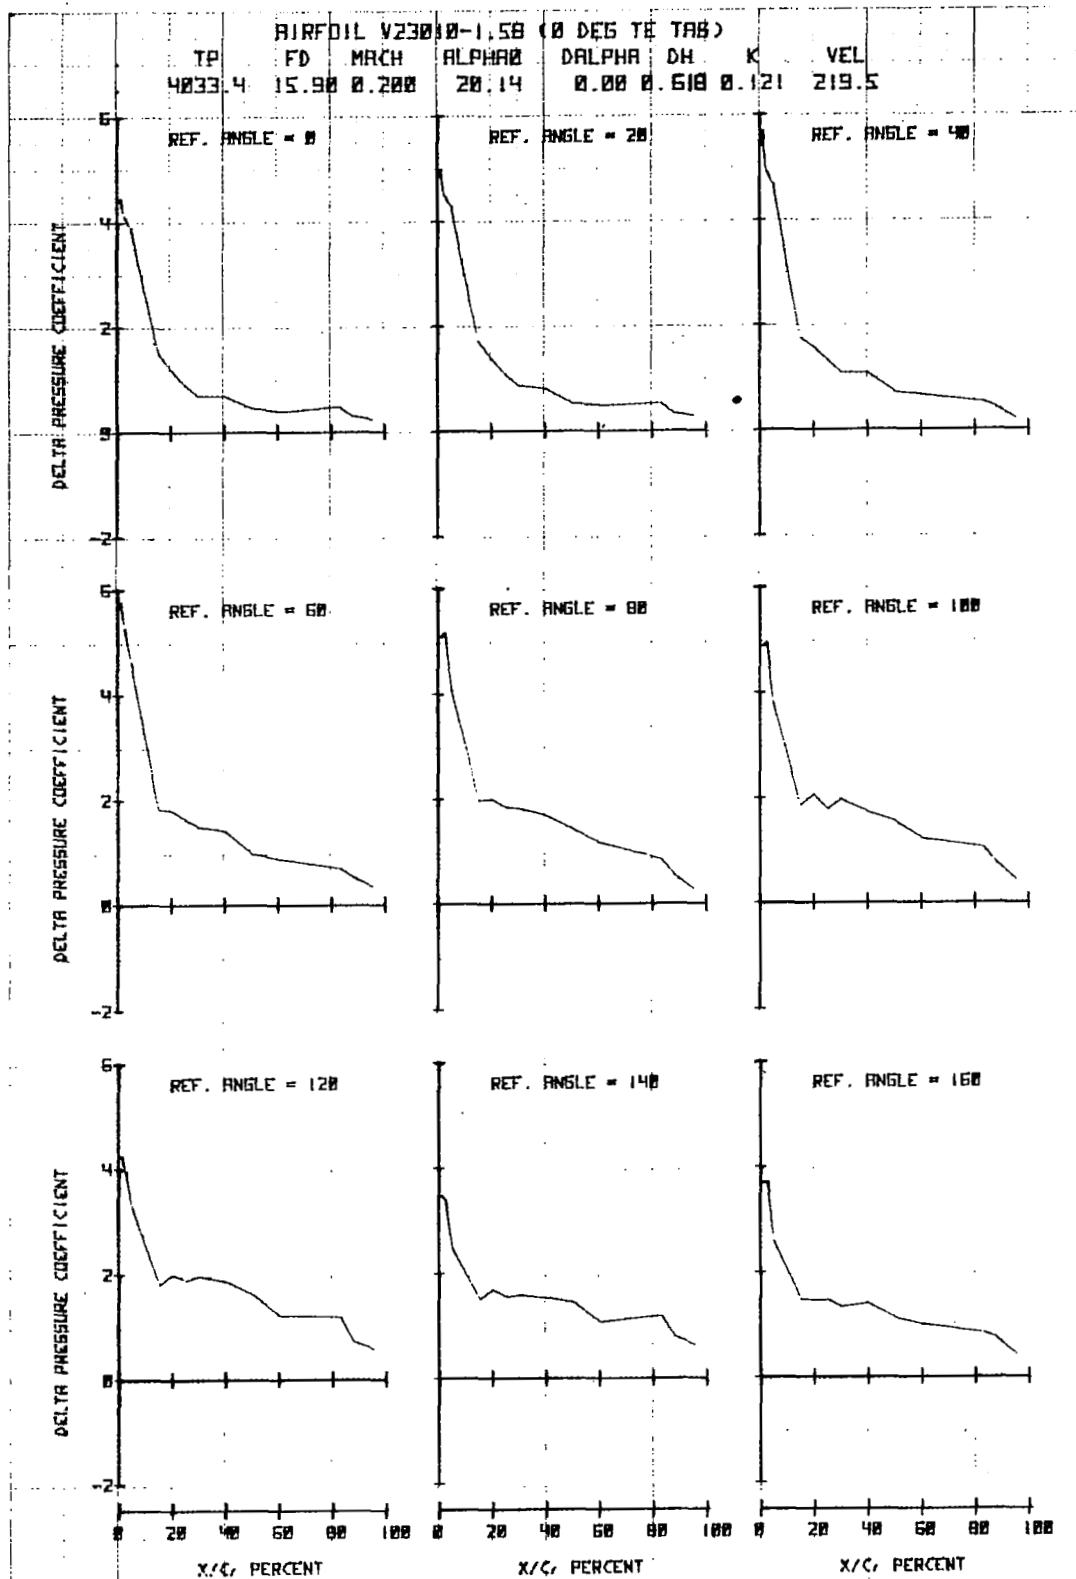 AIRFOIL V23010-1.58 (0 DEG TE TAB)
TP FD MACH ALPHA0 DALPHA DH K VEL
4033.4 15.90 0.200 20.14 0.00 0.618 0.121 219.5
REF. ANGLE = 0
REF. ANGLE = 20
REF. ANGLE = 40
DELTA PRESSURE COEFFICIENT
6
4
2
0
-2
REF. ANGLE = 60
REF. ANGLE = 80
REF. ANGLE = 100
DELTA PRESSURE COEFFICIENT
6
4
2
0
-2
REF. ANGLE = 120
REF. ANGLE = 140
REF. ANGLE = 160
DELTA PRESSURE COEFFICIENT
6
4
2
0
-2
0 20 40 60 80 100
0 20 40 60 80 100
0 20 40 60 80 100
X/C, PERCENT
X/C, PERCENT
X/C, PERCENT